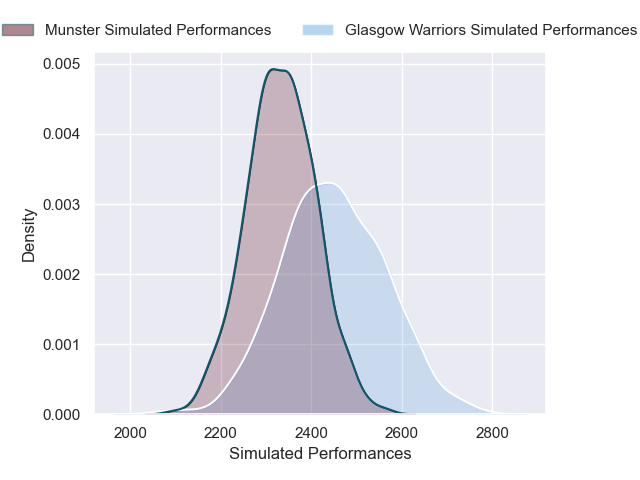 Munster Simulated Performances
Glasgow Warriors Simulated Performances
0.005
0.004
0.003
0.002
0.001
0.000
Density
2000
2200
2400
2600
2800
Simulated Performances